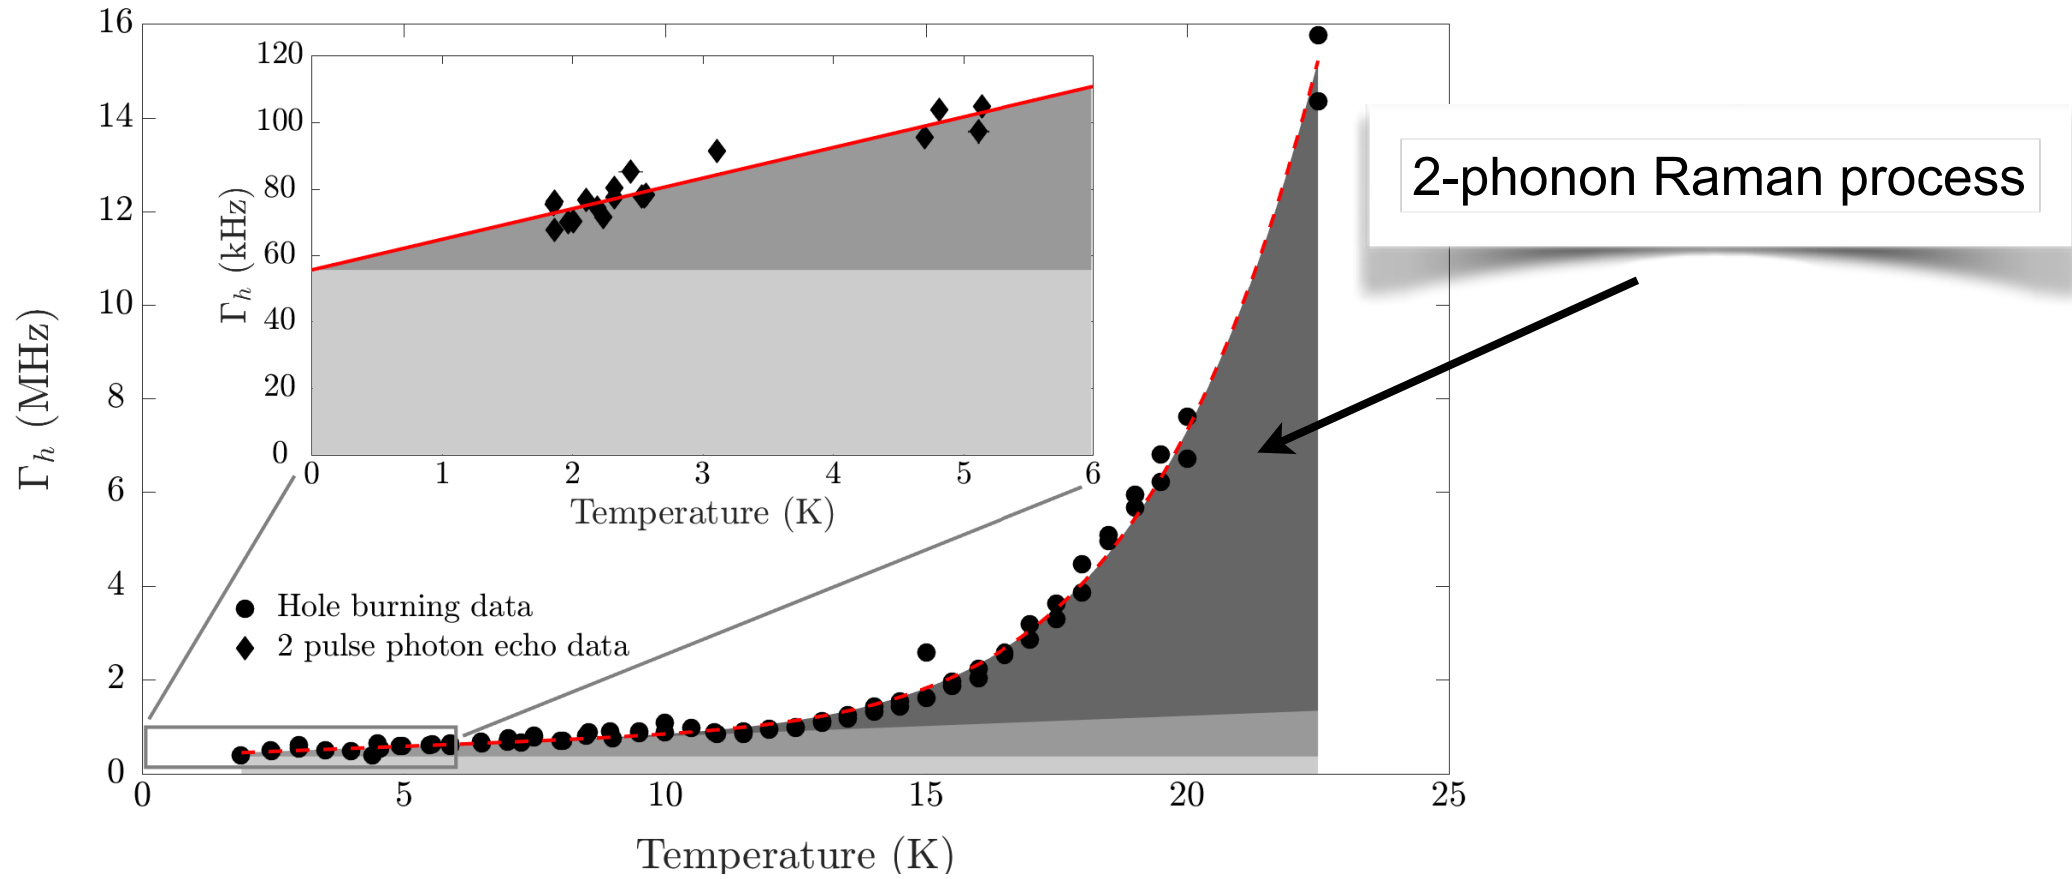 16
14
12
10
8
6
4
2
0
Γh (MHz)
0 5 10 15 20 25
Temperature (K)
120
100
80
60
40
20
0
Γh (kHz)
0 1 2 3 4 5 6
Temperature (K)
Hole burning data
2 pulse photon echo data
2-phonon Raman process